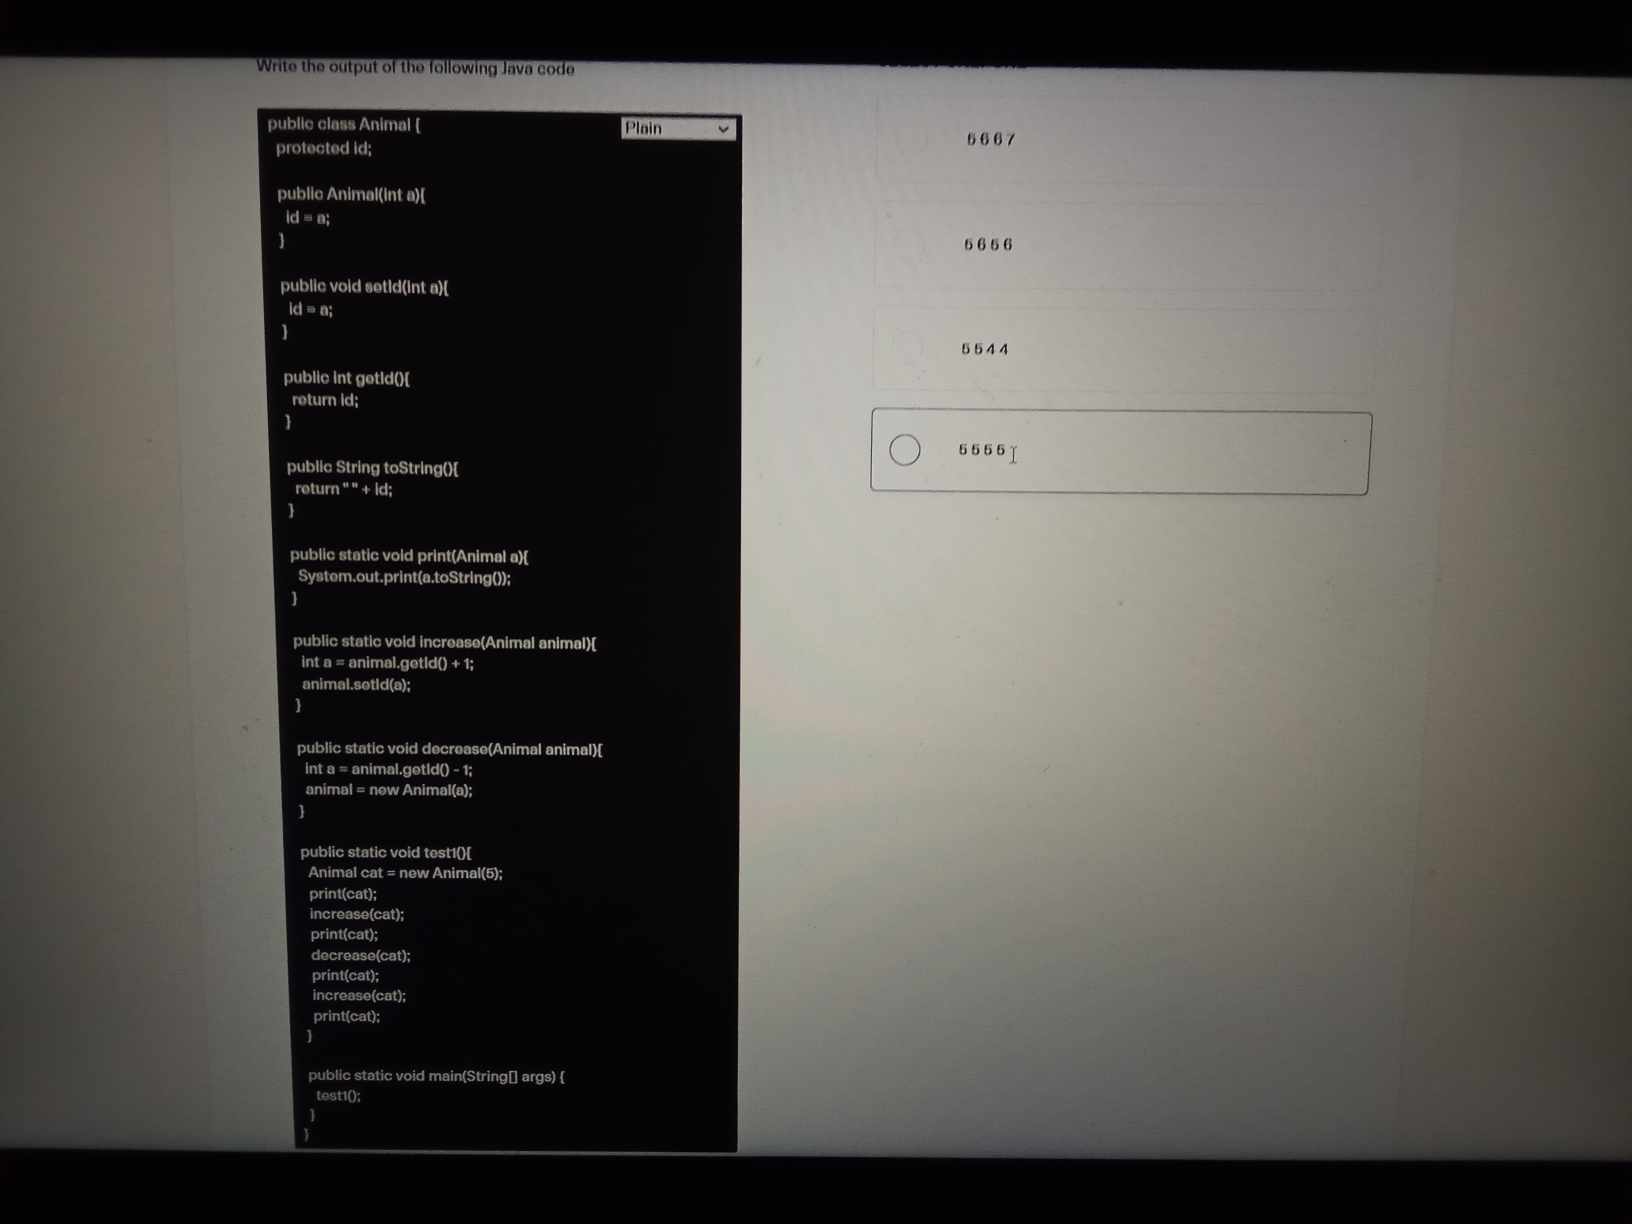 Write the output of the following Java code
public class Animal {
Plain
protected id;
public Animal(int a){
id = a;
}
public void setId(int a){
id = a;
}
public int getId(){
return id;
}
public String toString(){
return " " + id;
}
public static void print(Animal a){
System.out.print(a.toString());
}
public static void increase(Animal animal){
int a = animal.getId() + 1;
animal.setId(a);
}
public static void decrease(Animal animal){
int a = animal.getId() - 1;
animal = new Animal(a);
}
public static void test1(){
Animal cat = new Animal(5);
print(cat);
increase(cat);
print(cat);
decrease(cat);
print(cat);
increase(cat);
print(cat);
}
public static void main(String[] args) {
test1();
}
}
5 6 6 7
5 6 5 6
5 5 4 4
5 5 5 5